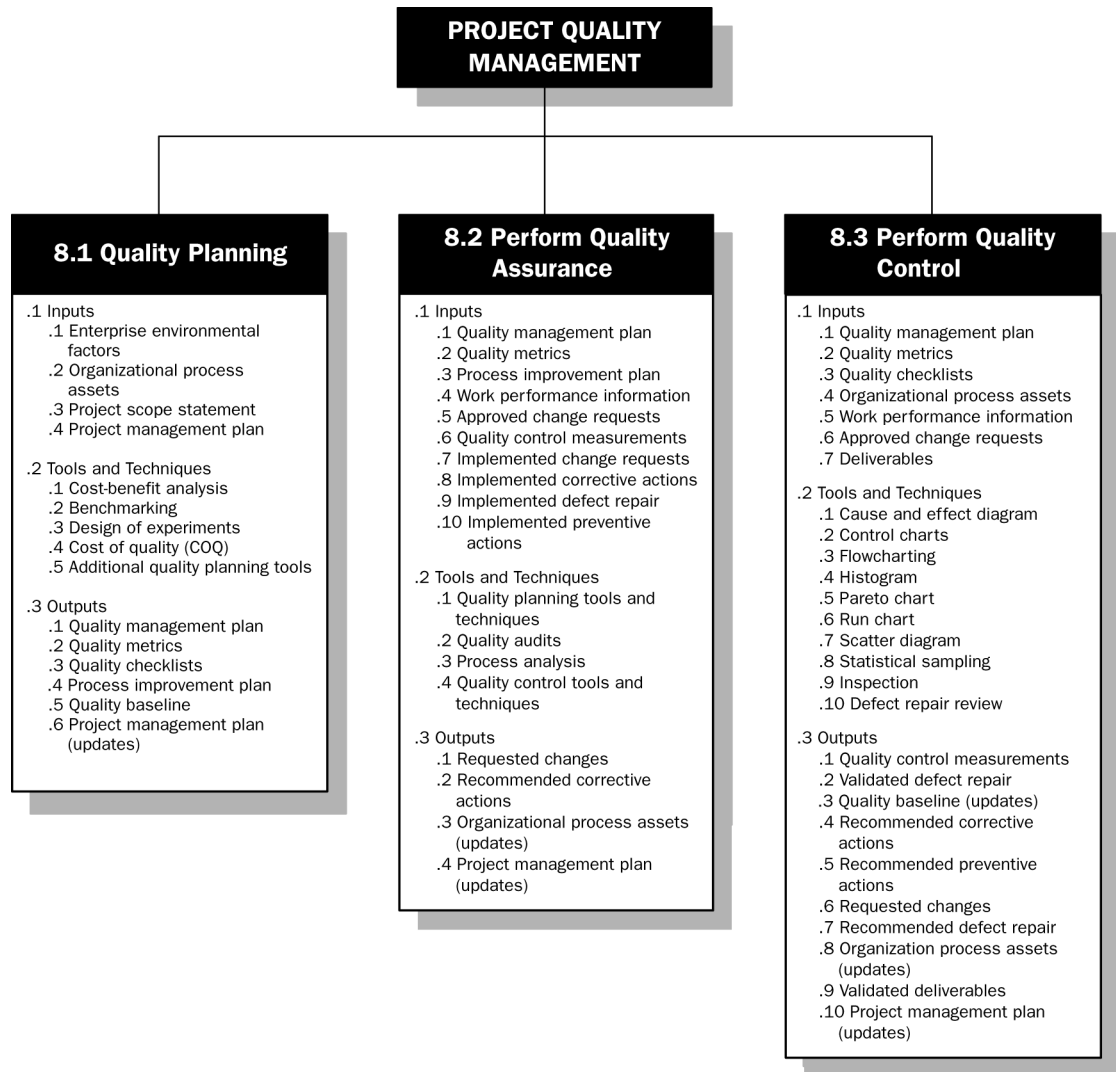 PROJECT QUALITY
MANAGEMENT
8.1 Quality Planning
.1 Inputs
.1 Enterprise environmental
factors
.2 Organizational process
assets
.3 Project scope statement
.4 Project management plan
.2 Tools and Techniques
.1 Cost-benefit analysis
.2 Benchmarking
.3 Design of experiments
.4 Cost of quality (COQ)
.5 Additional quality planning tools
.3 Outputs
.1 Quality management plan
.2 Quality metrics
.3 Quality checklists
.4 Process improvement plan
.5 Quality baseline
.6 Project management plan
(updates)
8.2 Perform Quality
Assurance
.1 Inputs
.1 Quality management plan
.2 Quality metrics
.3 Process improvement plan
.4 Work performance information
.5 Approved change requests
.6 Quality control measurements
.7 Implemented change requests
.8 Implemented corrective actions
.9 Implemented defect repair
.10 Implemented preventive
actions
.2 Tools and Techniques
.1 Quality planning tools and
techniques
.2 Quality audits
.3 Process analysis
.4 Quality control tools and
techniques
.3 Outputs
.1 Requested changes
.2 Recommended corrective
actions
.3 Organizational process assets
(updates)
.4 Project management plan
(updates)
8.3 Perform Quality
Control
.1 Inputs
.1 Quality management plan
.2 Quality metrics
.3 Quality checklists
.4 Organizational process assets
.5 Work performance information
.6 Approved change requests
.7 Deliverables
.2 Tools and Techniques
.1 Cause and effect diagram
.2 Control charts
.3 Flowcharting
.4 Histogram
.5 Pareto chart
.6 Run chart
.7 Scatter diagram
.8 Statistical sampling
.9 Inspection
.10 Defect repair review
.3 Outputs
.1 Quality control measurements
.2 Validated defect repair
.3 Quality baseline (updates)
.4 Recommended corrective
actions
.5 Recommended preventive
actions
.6 Requested changes
.7 Recommended defect repair
.8 Organization process assets
(updates)
.9 Validated deliverables
.10 Project management plan
(updates)